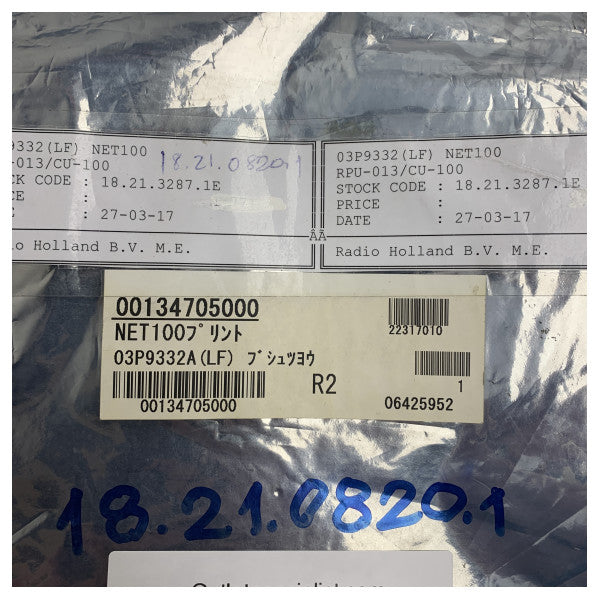 9332(LF) NET100
-013/CU-100
18.21.0820.1
CK CODE : 18.21.3287.1E
CE :
: 27-03-17
o Holland B.V. M.E.
03P9332(LF) NET100
RPU-013/CU-100
STOCK CODE : 18.21.3287.1E
PRICE :
DATE : 27-03-17
ÂÂ
Radio Holland B.V. M.E.
00134705000
NET100プリント
03P9332A(LF) ブシュツヨウ
00134705000
R2
22317010
1
06425952
18.21.0820.1